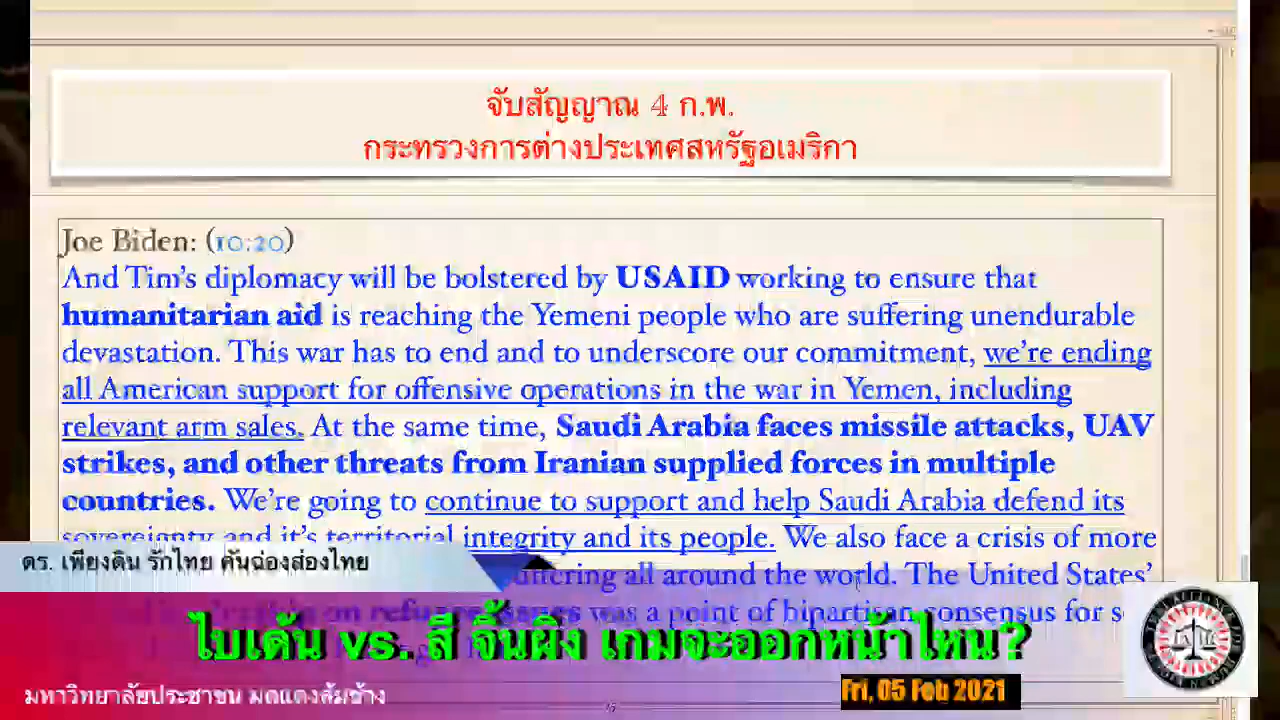 จับสัญญาณ 4 ก.พ.
กระทรวงการต่างประเทศสหรัฐอเมริกา
Joe Biden: (10:20)
And Tim's diplomacy will be bolstered by USAID working to ensure that
humanitarian aid is reaching the Yemeni people who are suffering unendurable
devastation. This war has to end and to underscore our commitment, we're ending
all American support for offensive operations in the war in Yemen, including
relevant arm sales. At the same time, Saudi Arabia faces missile attacks, UAV
strikes, and other threats from Iranian supplied forces in multiple
countries. We're going to continue to support and help Saudi Arabia defend its
sovereignty and it's territorial integrity and its people. We also face a crisis of more
all around the world. The United States'
on refugee issues was a point of bipartisan consensus for
ดร. เพียงดิน รักไทย คันฉ่องส่องไทย
ไบเด้น vs. สี จิ้นผิง เกมจะออกหน้าไหน?
มหาวิทยาลัยประชาชน มดแดงล้มช้าง
Fri, 05 Feb 2021